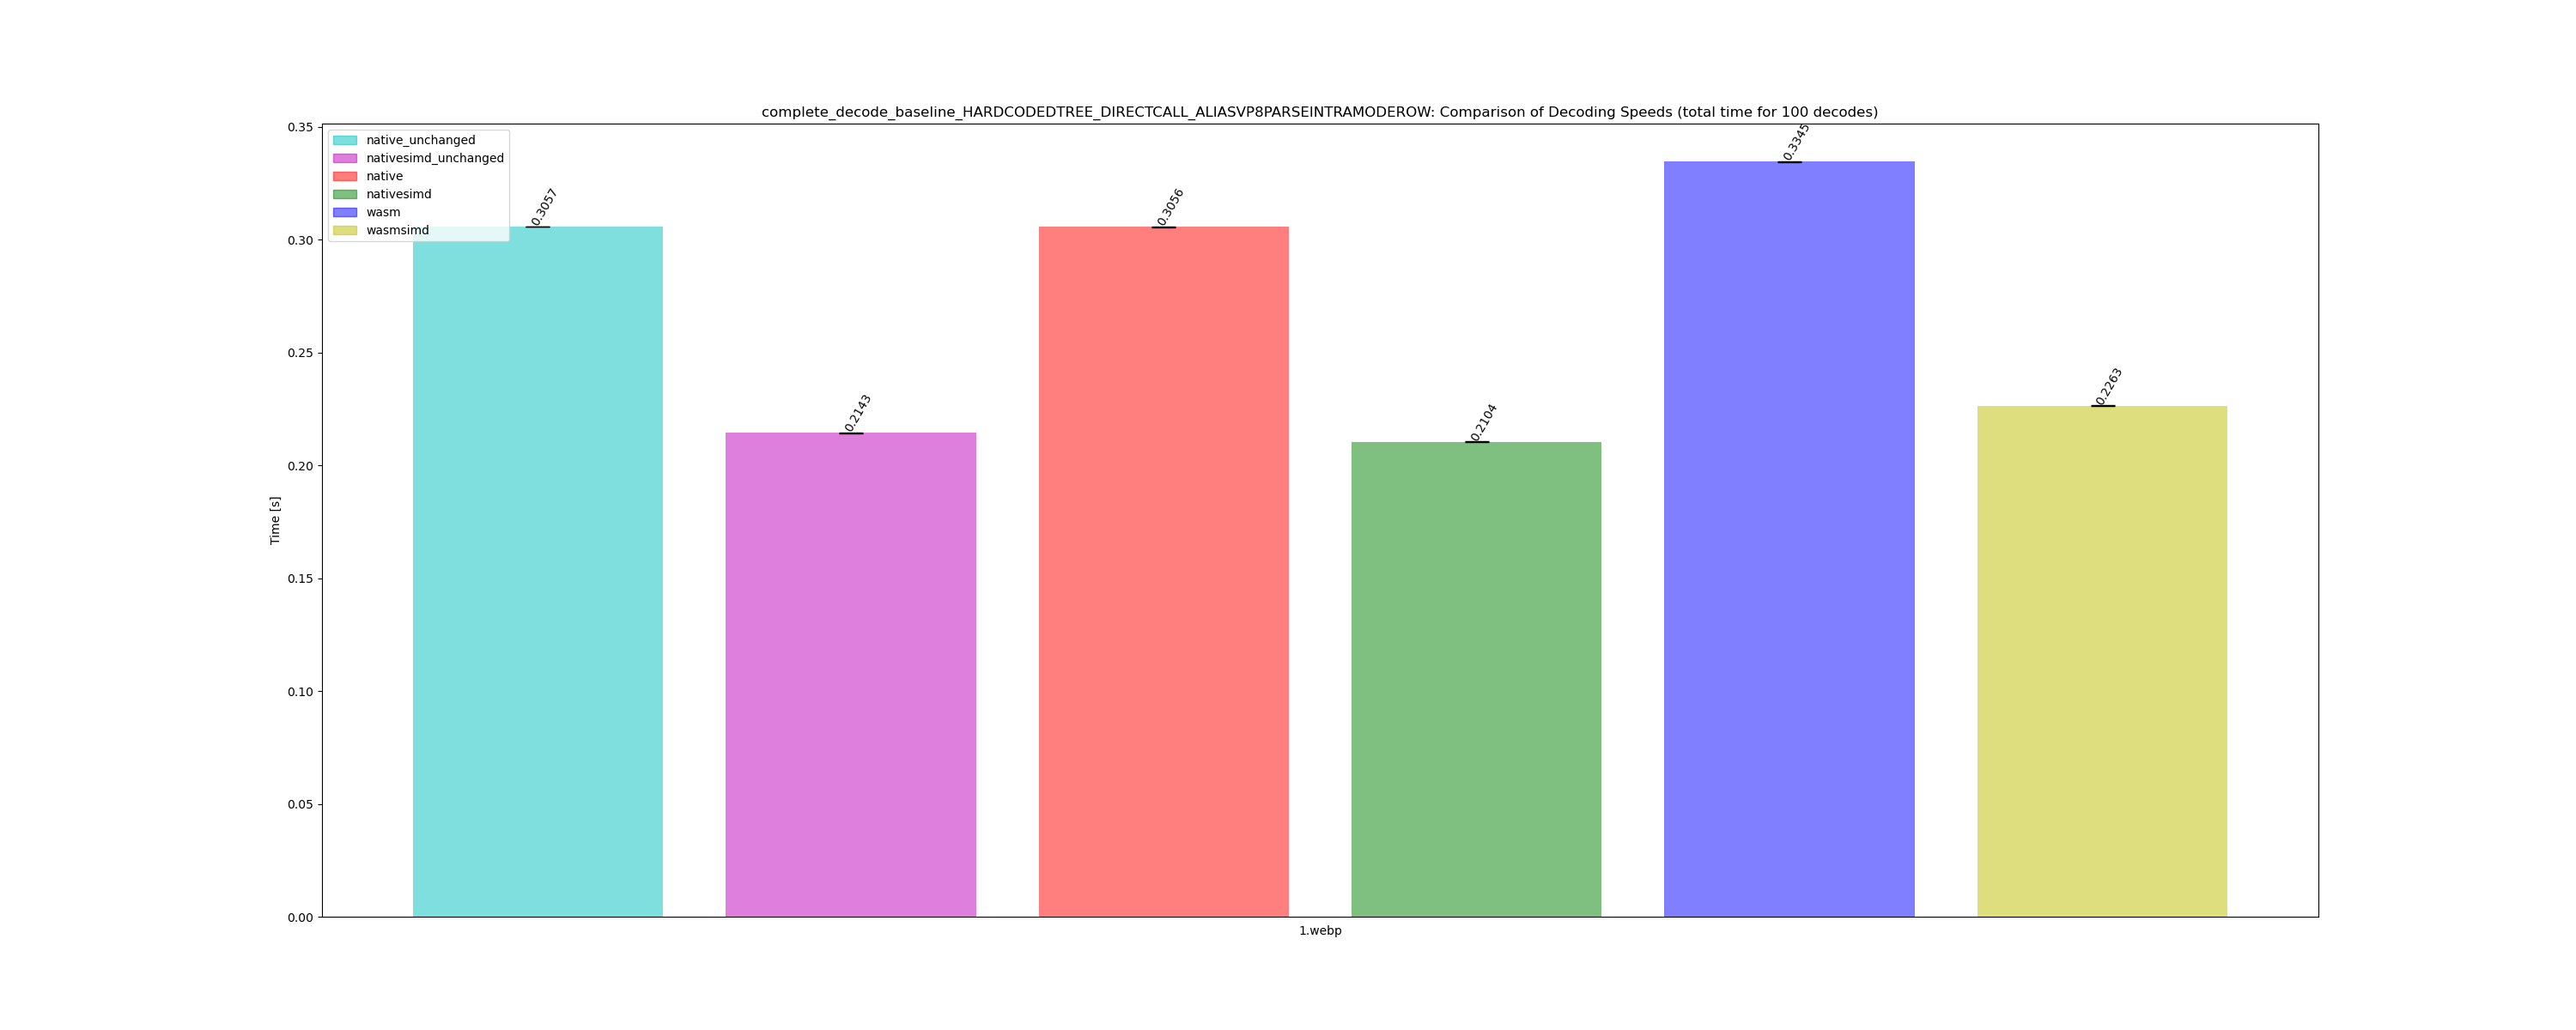 complete_decode_baseline_HARDCODEDTREE_DIRECTCALL_ALIASVP8PARSEINTRAMODEROW: Comparison of Decoding Speeds (total time for 100 decodes)
native_unchanged
nativesimd_unchanged
native
nativesimd
wasm
wasmsimd
Time [s]
0.35
0.30
0.25
0.20
0.15
0.10
0.05
0.00
0.3057
0.2143
0.3056
0.2104
0.3345
0.2263
1.webp